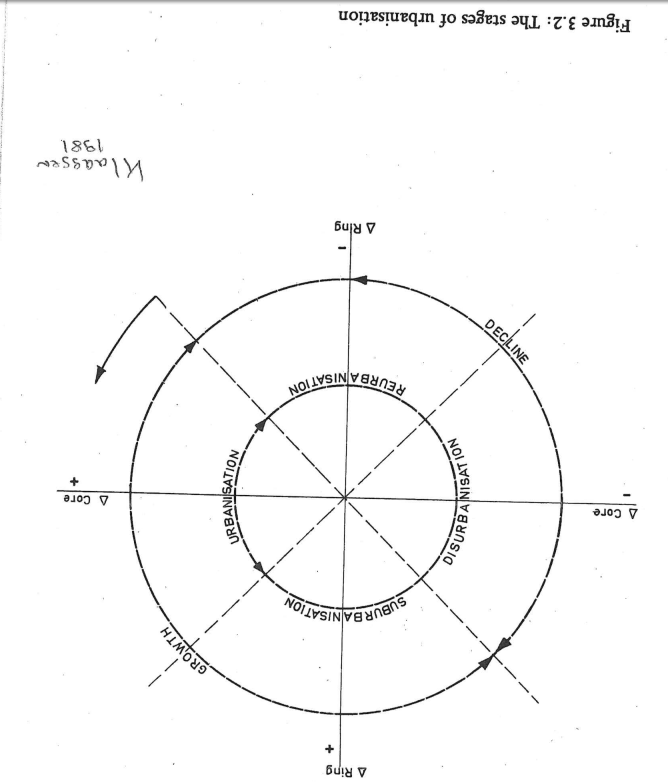 Δ Ring
+
GROWTH
SUBURBANISATION
Δ Core
−
DISURBANISATION
URBANISATION
Δ Core
+
REURBANISATION
DECLINE
−
Δ Ring
Klaassen
1981
Figure 3.2: The stages of urbanisation